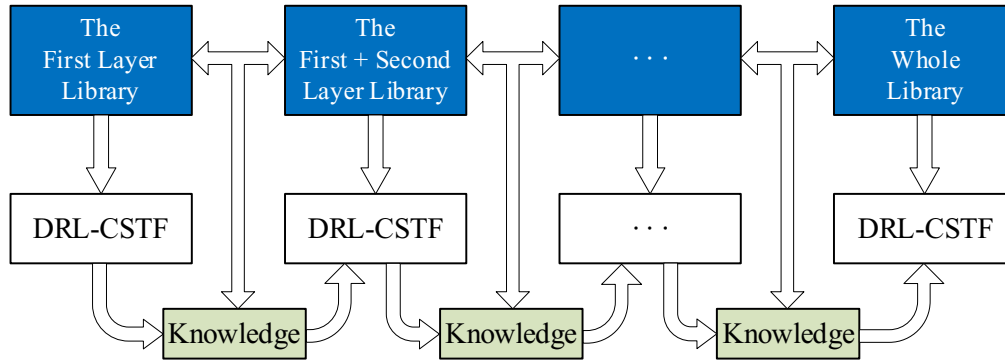 The
First Layer
Library
The
First + Second
Layer Library
· · ·
The
Whole
Library
DRL-CSTF
DRL-CSTF
· · ·
DRL-CSTF
Knowledge
Knowledge
Knowledge